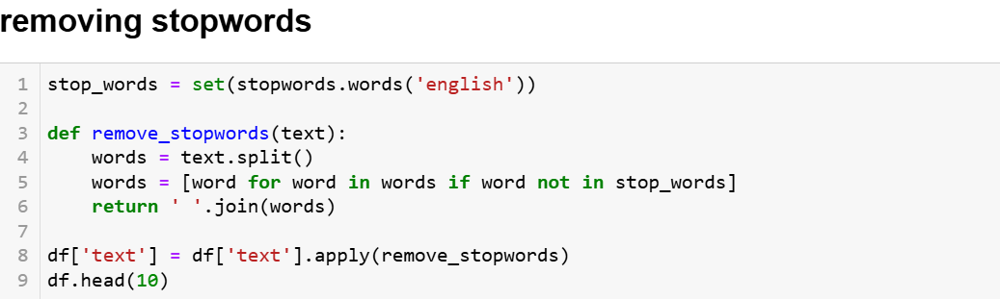 removing stopwords
1 stop_words = set(stopwords.words('english'))
2
3 def remove_stopwords(text):
4     words = text.split()
5     words = [word for word in words if word not in stop_words]
6     return ' '.join(words)
7
8 df['text'] = df['text'].apply(remove_stopwords)
9 df.head(10)